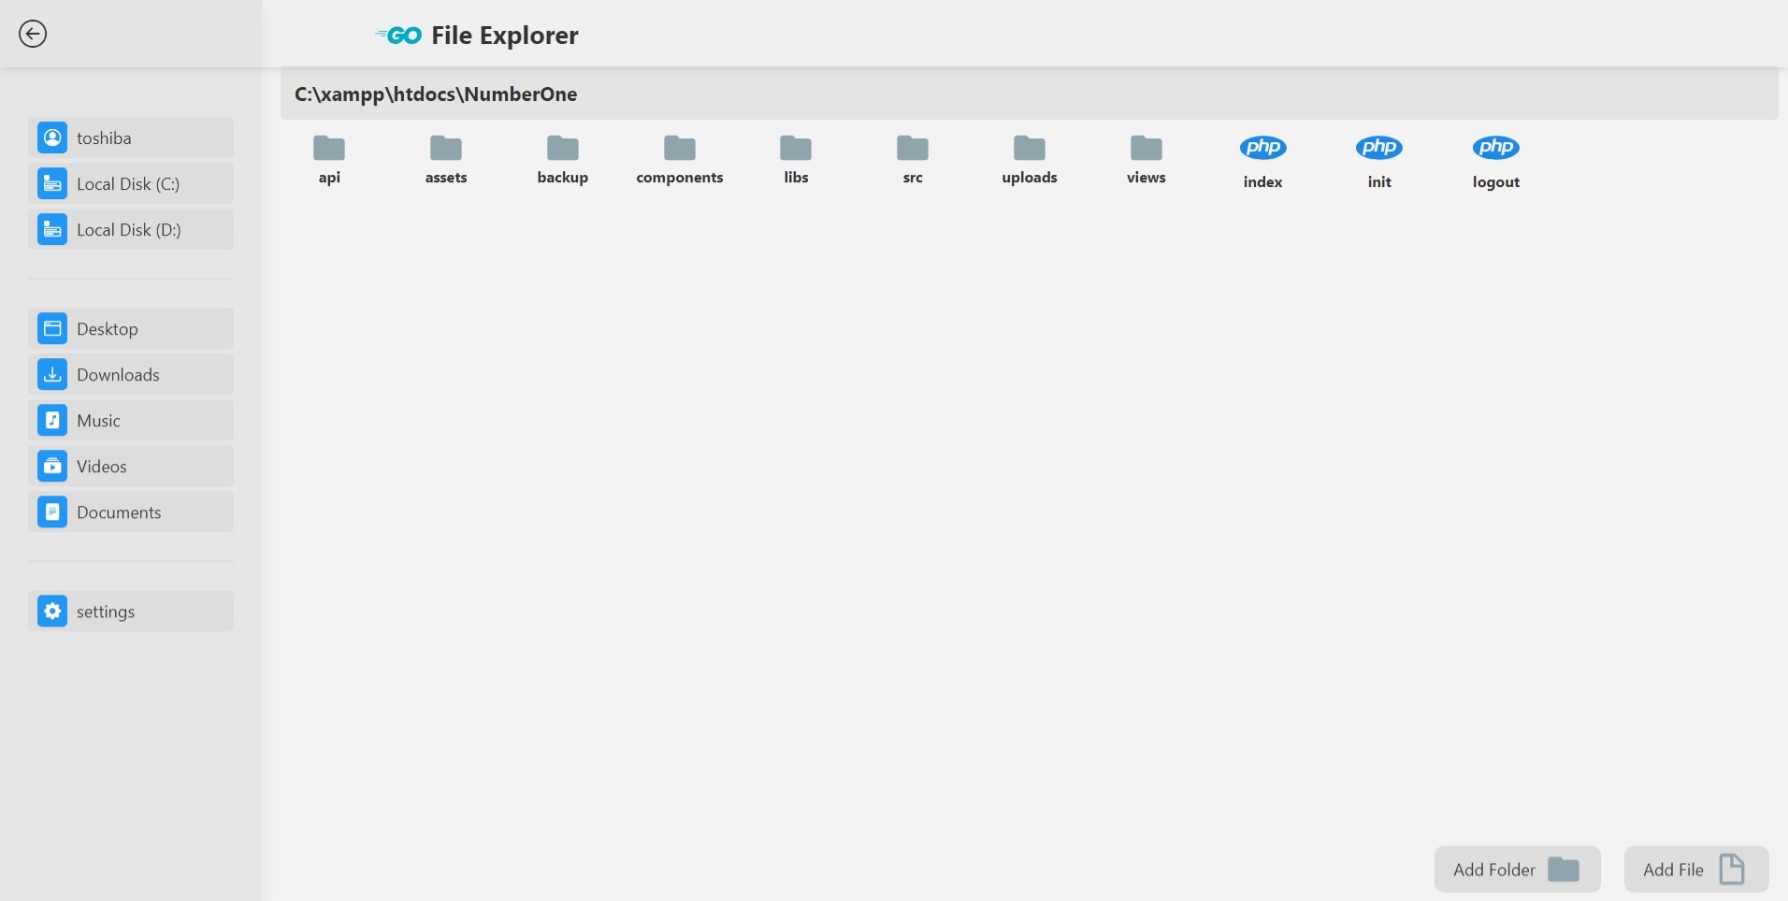 GO File Explorer
C:\xampp\htdocs\NumberOne
toshiba
Local Disk (C:)
Local Disk (D:)
Desktop
Downloads
Music
Videos
Documents
settings
api assets backup components libs src uploads views php index php init php logout
Add Folder Add File